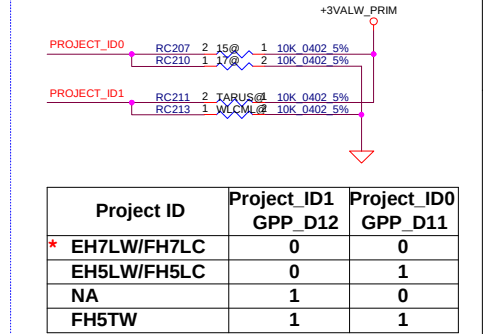 +3VALW_PRIM
PROJECT_ID0 RC207 2 15@ 1 10K_0402_5%
RC210 1 17@ 2 10K_0402_5%
PROJECT_ID1 RC211 2 TARUS@ 1 10K_0402_5%
RC213 1 WLCML@ 2 10K_0402_5%
Project ID Project_ID1 GPP_D12 Project_ID0 GPP_D11
* EH7LW/FH7LC 0 0
EH5LW/FH5LC 0 1
NA 1 0
FH5TW 1 1